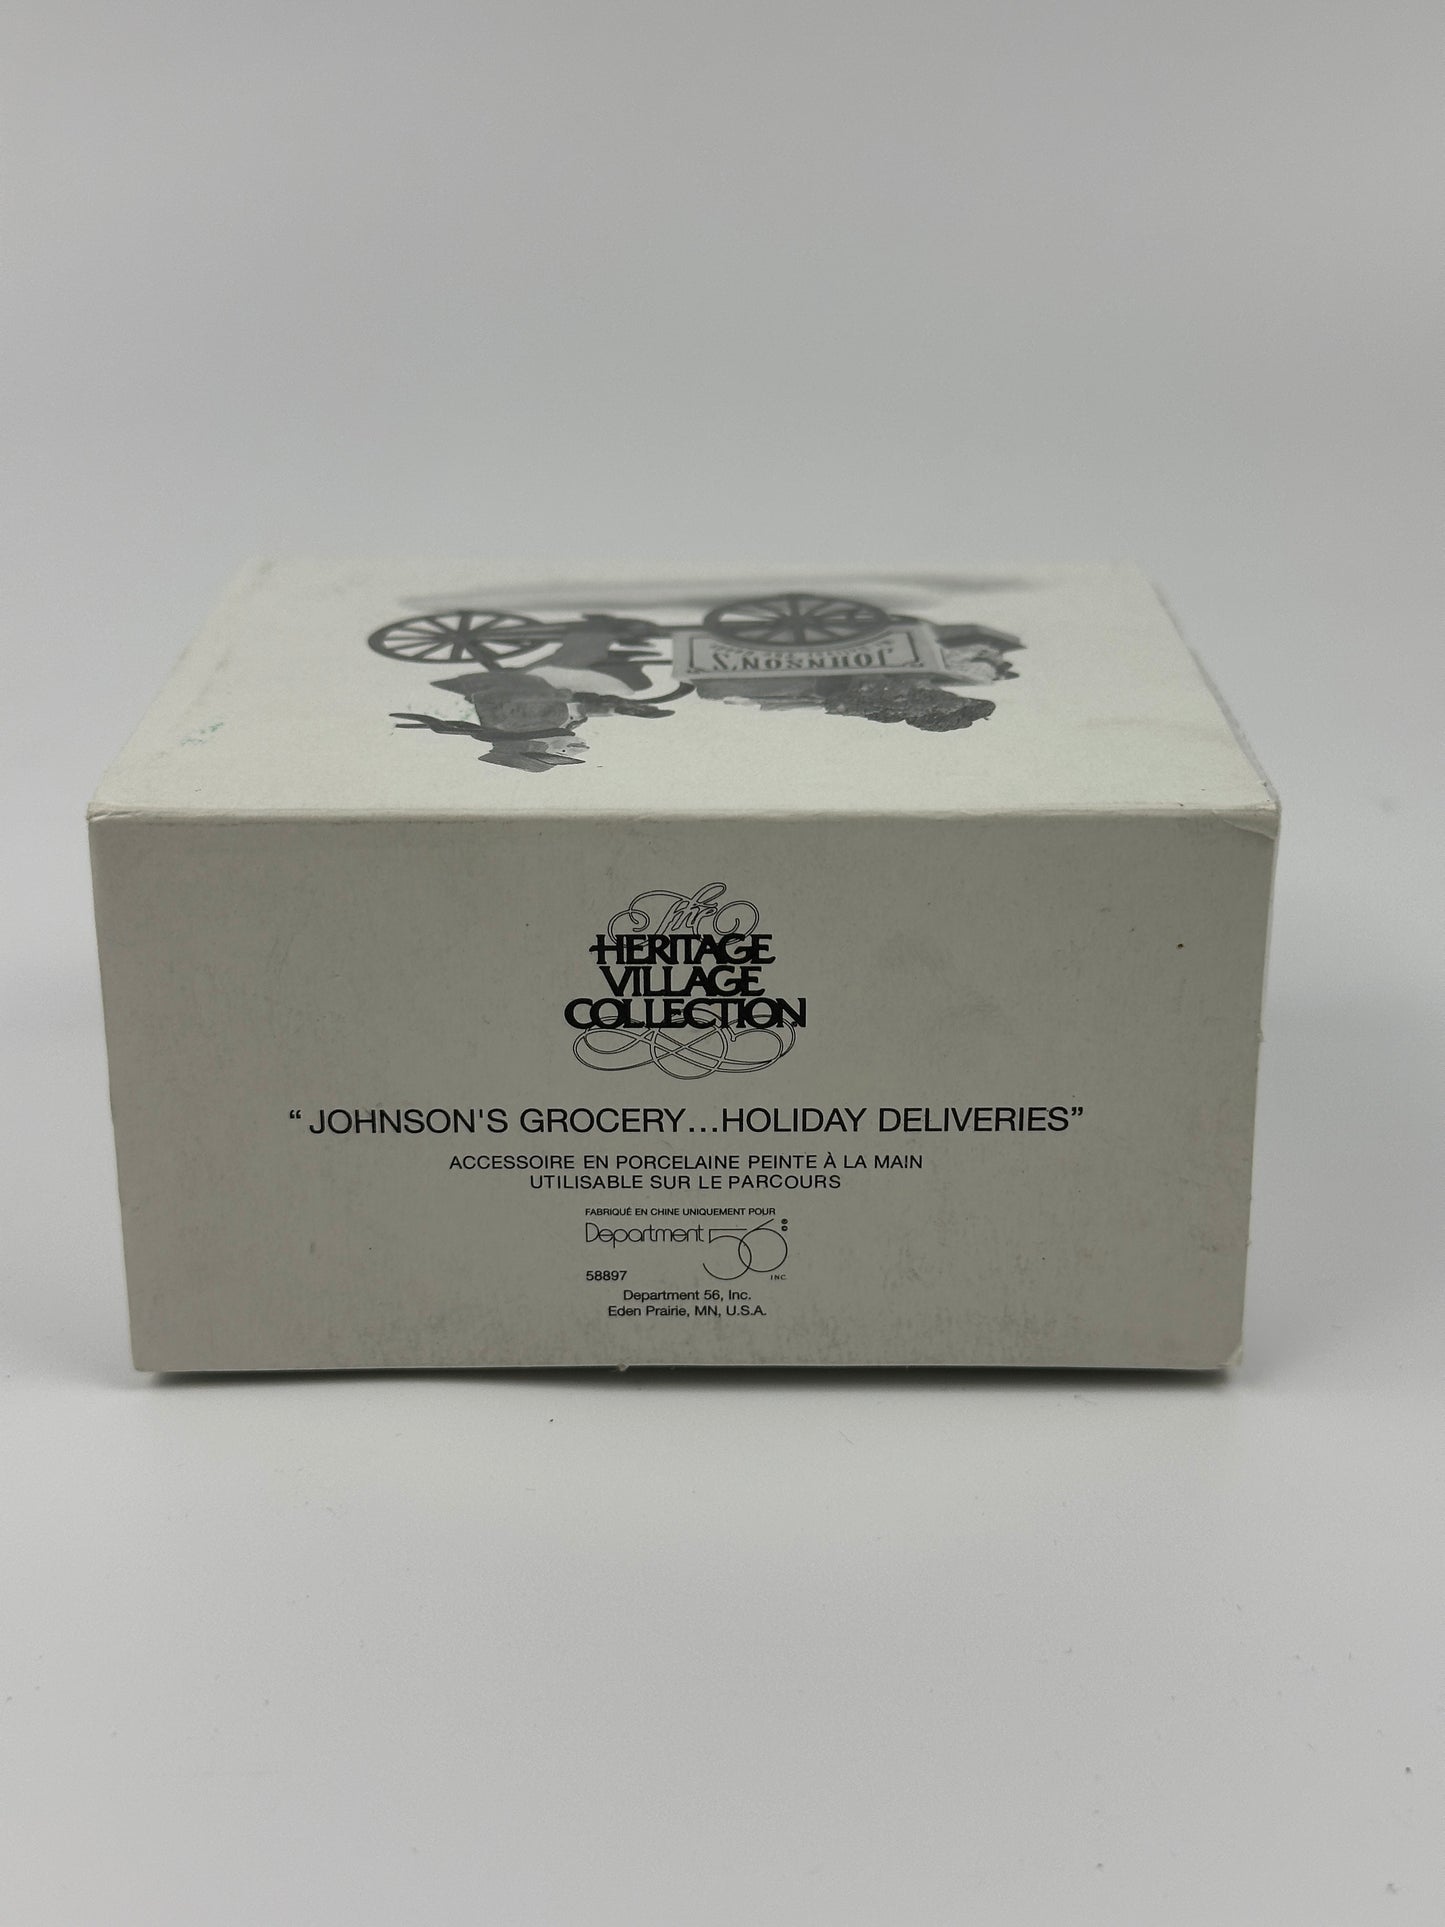 JOHNSON'S
The
HERITAGE
VILLAGE
COLLECTION
“JOHNSON'S GROCERY...HOLIDAY DELIVERIES”
ACCESSOIRE EN PORCELAINE PEINTE À LA MAIN
UTILISABLE SUR LE PARCOURS
FABRIQUÉ EN CHINE UNIQUEMENT POUR
Department 56
INC.
58897
Department 56, Inc.
Eden Prairie, MN, U.S.A.